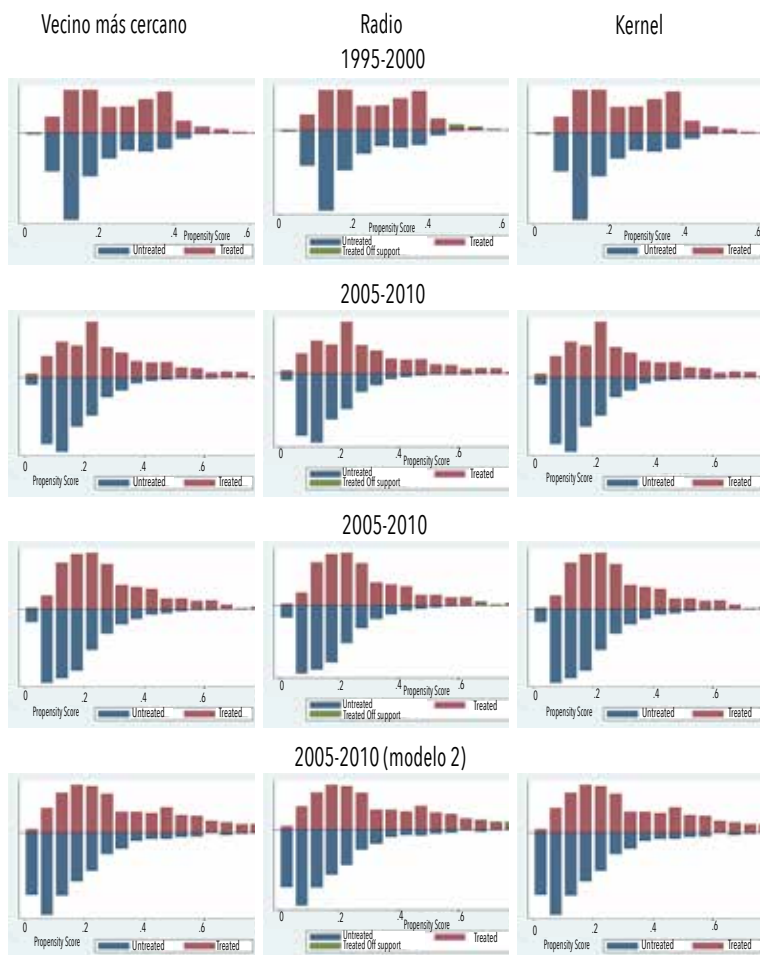 Vecino más cercano Radio Kernel
1995-2000
0 .2 .4 .6
Propensity Score
Untreated Treated
0 .2 .4 .6
Propensity Score
Untreated Treated
Treated Off support
0 .2 .4 .6
Propensity Score
Untreated Treated
2005-2010
0 .2 .4 .6
Propensity Score Untreated Treated
0 .2 .4 .6
Propensity Score
Untreated Treated
Treated Off support
0 .2 .4 .6
Propensity Score Untreated Treated
2005-2010
0 .2 .4 .6
Propensity Score Untreated Treated
0 .2 .4 .6
Propensity Score
Untreated Treated
Treated Off support
0 .2 .4 .6
Propensity Score Untreated Treated
2005-2010 (modelo 2)
0 .2 .4 .6
Propensity Score Untreated Treated
0 .2 .4 .6
Propensity Score
Untreated Treated
Treated Off support
0 .2 .4 .6
Propensity Score Untreated Treated